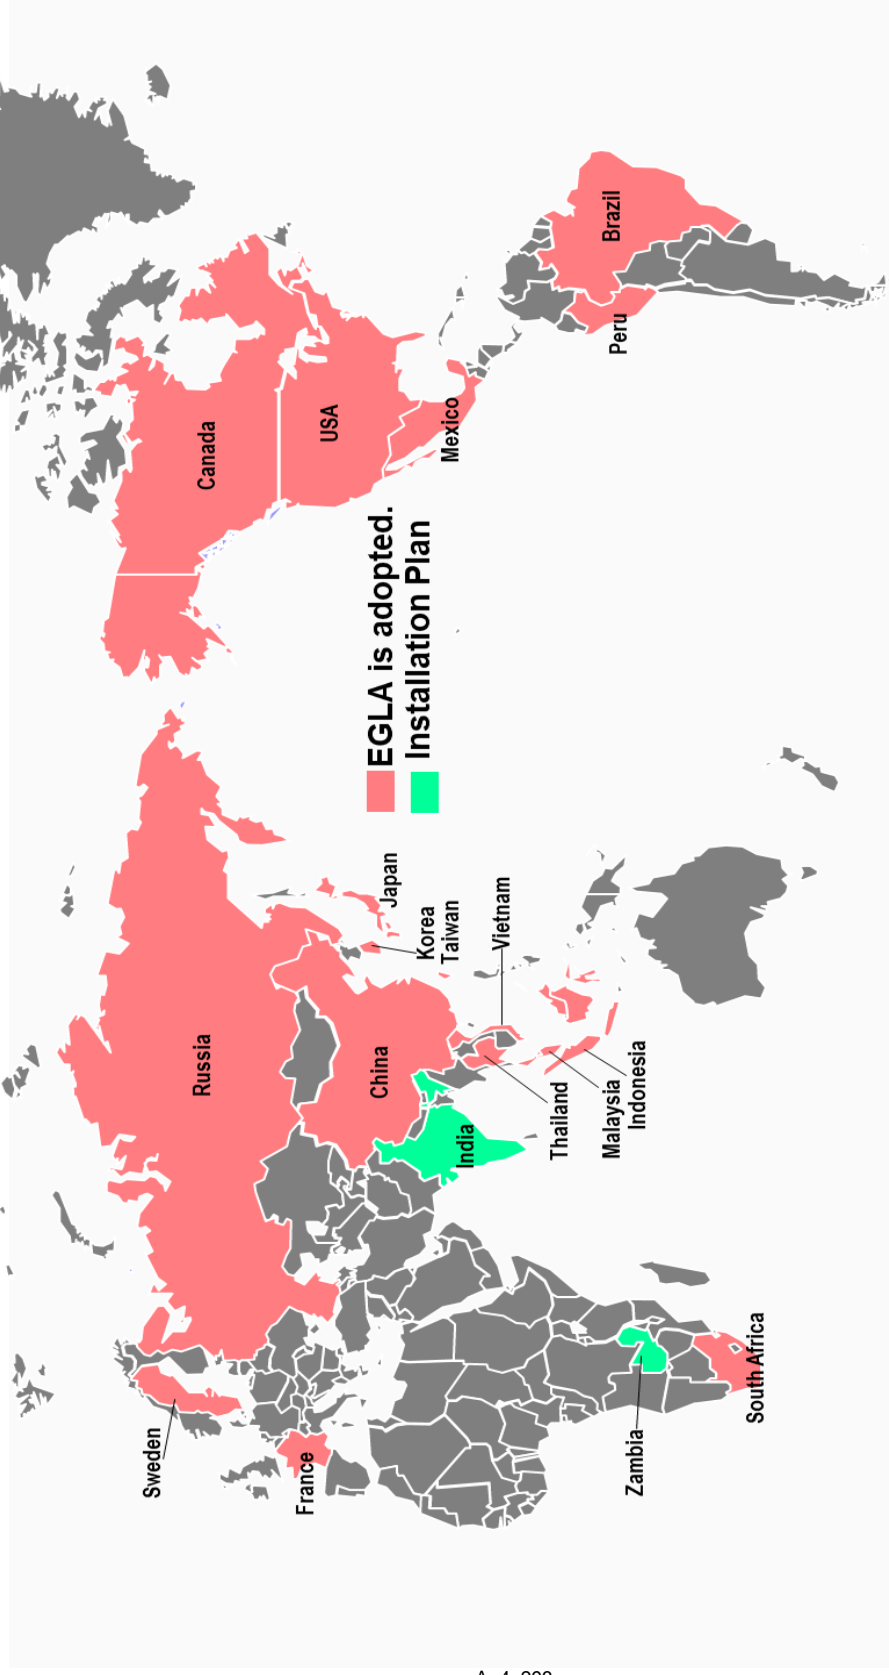 Sweden
Russia
Canada
France
USA
China
Japan
EGLA is adopted.
Installation Plan
Korea
Taiwan
Mexico
India
Vietnam
Thailand
Malaysia
Indonesia
Brazil
Peru
Zambia
South Africa